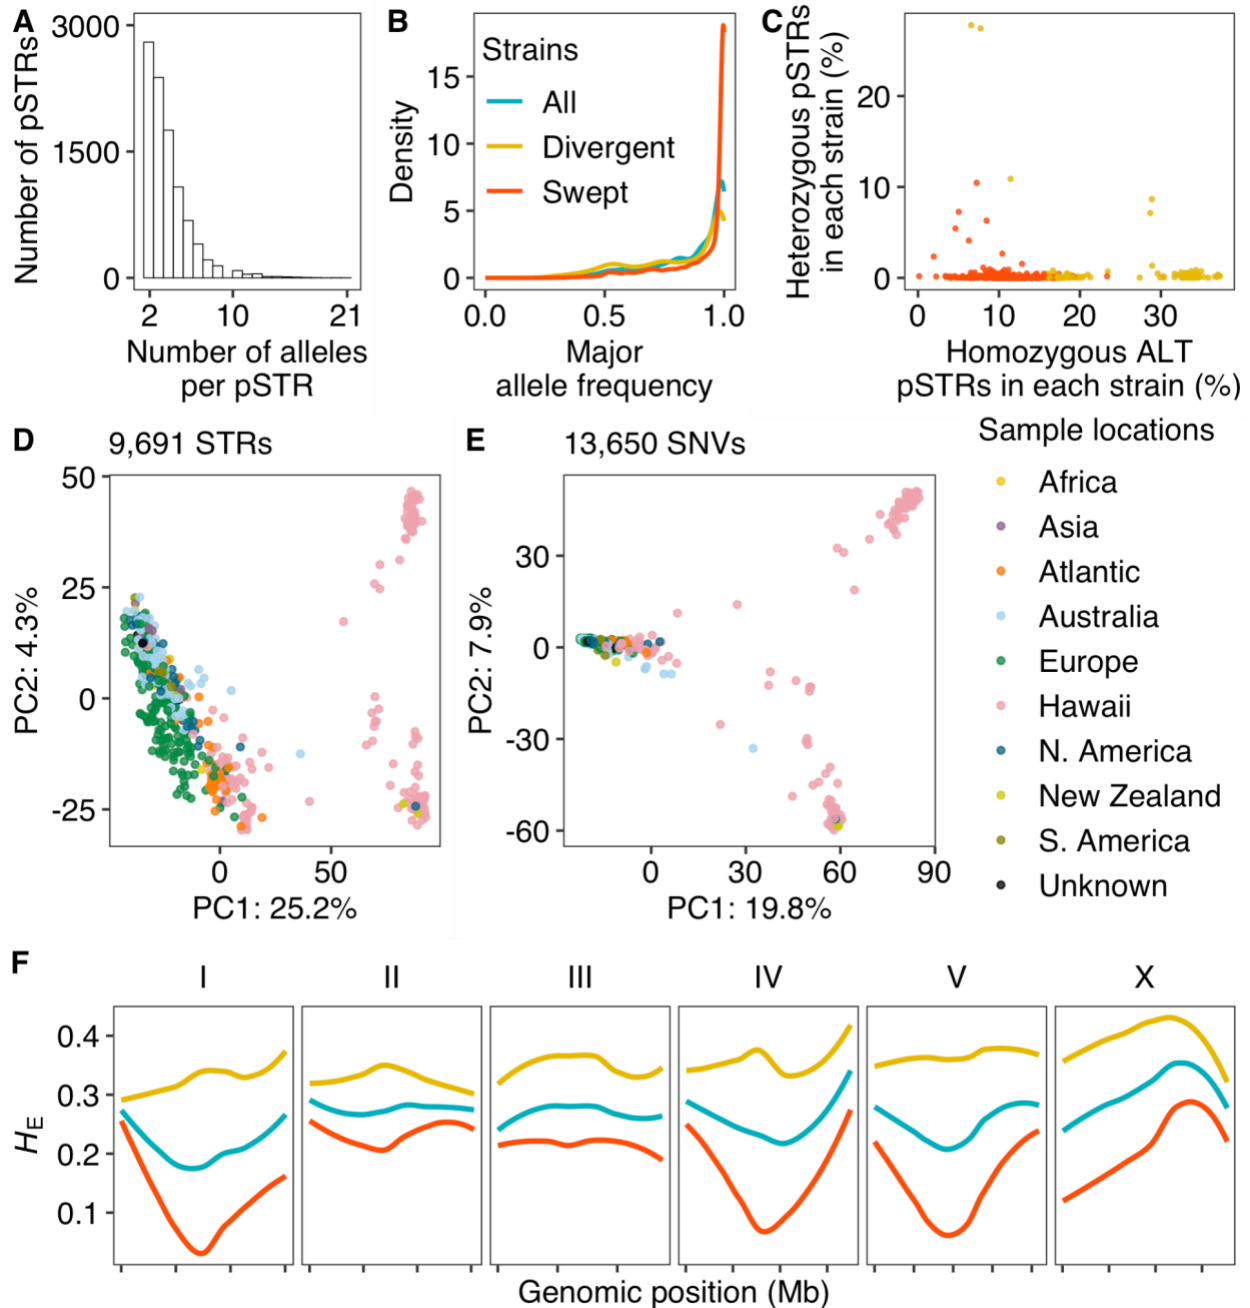 A
3000
1500
0
Number of pSTRs
2
10
21
Number of alleles
per pSTR
B
15
10
5
0
Density
Strains
All
Divergent
Swept
0.0
0.5
1.0
Major
allele frequency
C
Heterozygous pSTRs
in each strain (%)
20
10
0
0
10
20
30
Homozygous ALT
pSTRs in each strain (%)
D
9,691 STRs
50
25
0
-25
PC2: 4.3%
0
50
PC1: 25.2%
E
13,650 SNVs
30
0
-30
-60
PC2: 7.9%
0
30
60
90
PC1: 19.8%
Sample locations
Africa
Asia
Atlantic
Australia
Europe
Hawaii
N. America
New Zealand
S. America
Unknown
F
I
II
III
IV
V
X
0.4
0.3
0.2
0.1
HE
Genomic position (Mb)